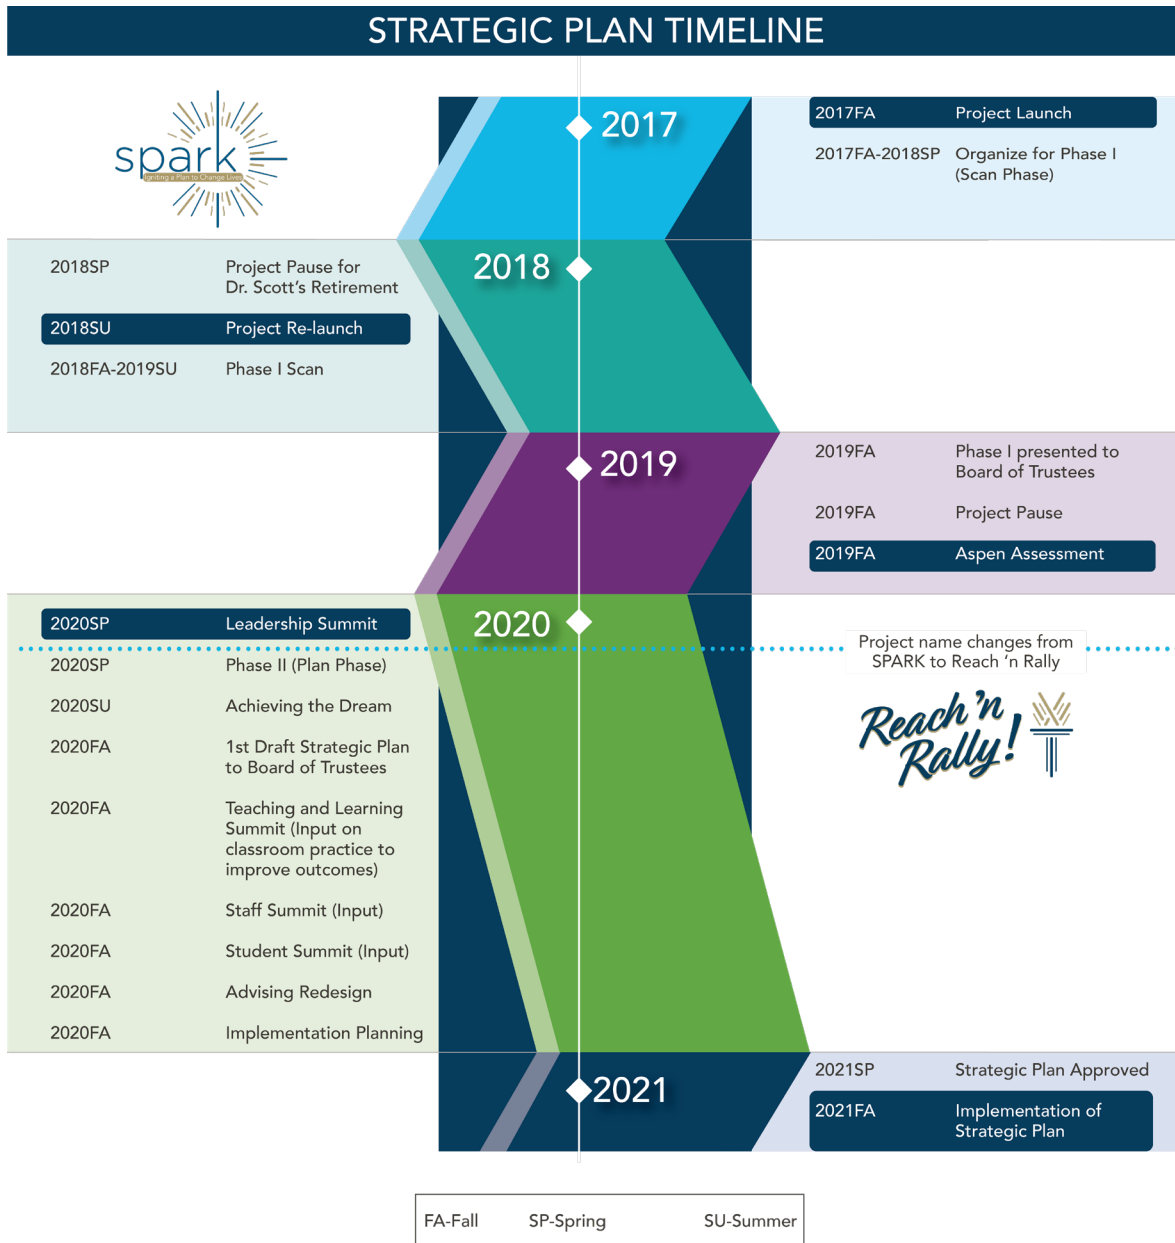 STRATEGIC PLAN TIMELINE
spark
Igniting a Plan to Change Lives
2017
2017FA Project Launch
2017FA-2018SP Organize for Phase I
(Scan Phase)
2018
2018SP Project Pause for
Dr. Scott's Retirement
2018SU Project Re-launch
2018FA-2019SU Phase I Scan
2019
2019FA Phase I presented to
Board of Trustees
2019FA Project Pause
2019FA Aspen Assessment
2020
2020SP Leadership Summit
Project name changes from
SPARK to Reach 'n Rally
2020SP Phase II (Plan Phase)
2020SU Achieving the Dream
2020FA 1st Draft Strategic Plan
to Board of Trustees
2020FA Teaching and Learning
Summit (Input on
classroom practice to
improve outcomes)
2020FA Staff Summit (Input)
2020FA Student Summit (Input)
2020FA Advising Redesign
2020FA Implementation Planning
Reach 'n
Rally!
2021
2021SP Strategic Plan Approved
2021FA Implementation of
Strategic Plan
FA-Fall SP-Spring SU-Summer